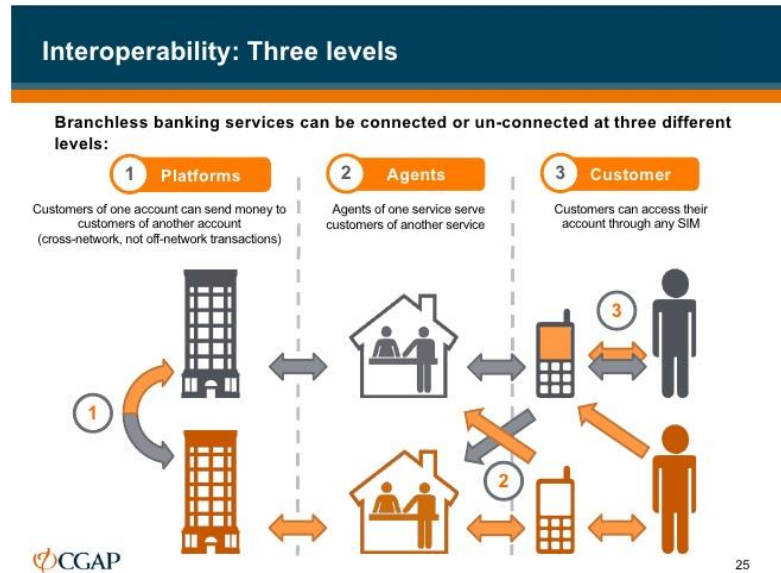 Interoperability: Three levels
Branchless banking services can be connected or un-connected at three different
levels:
1 Platforms
Customers of one account can send money to
customers of another account
(cross-network, not off-network transactions)
2 Agents
Agents of one service serve
customers of another service
3 Customer
Customers can access their
account through any SIM
3
1
2
CGAP
25